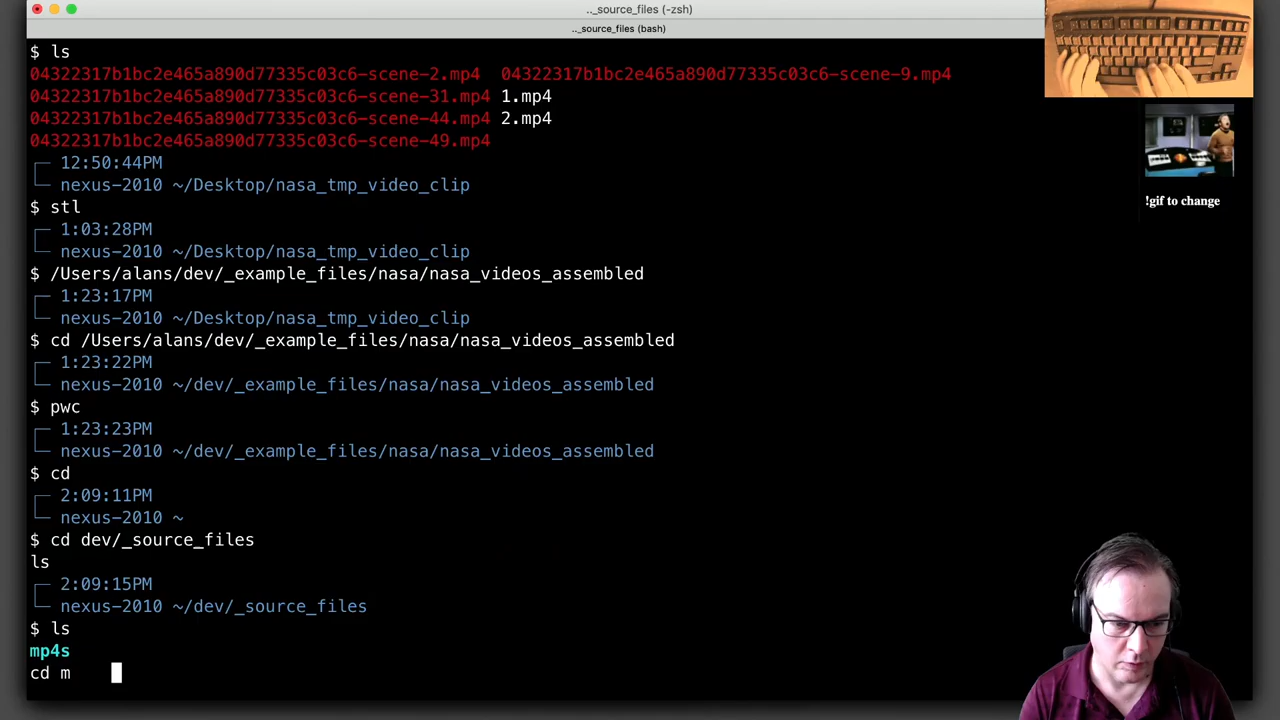 .._source_files (-zsh)
.._source_files (bash)
$ ls
04322317b1bc2e465a890d77335c03c6-scene-2.mp4 04322317b1bc2e465a890d77335c03c6-scene-9.mp4
04322317b1bc2e465a890d77335c03c6-scene-31.mp4 1.mp4
04322317b1bc2e465a890d77335c03c6-scene-44.mp4 2.mp4
04322317b1bc2e465a890d77335c03c6-scene-49.mp4
12:50:44PM
nexus-2010 ~/Desktop/nasa_tmp_video_clip
$ stl
1:03:28PM
nexus-2010 ~/Desktop/nasa_tmp_video_clip
$ /Users/alans/dev/_example_files/nasa/nasa_videos_assembled
1:23:17PM
nexus-2010 ~/Desktop/nasa_tmp_video_clip
$ cd /Users/alans/dev/_example_files/nasa/nasa_videos_assembled
1:23:22PM
nexus-2010 ~/dev/_example_files/nasa/nasa_videos_assembled
$ pwc
1:23:23PM
nexus-2010 ~/dev/_example_files/nasa/nasa_videos_assembled
$ cd
2:09:11PM
nexus-2010 ~
$ cd dev/_source_files
ls
2:09:15PM
nexus-2010 ~/dev/_source_files
$ ls
mp4s
cd m
!gif to change